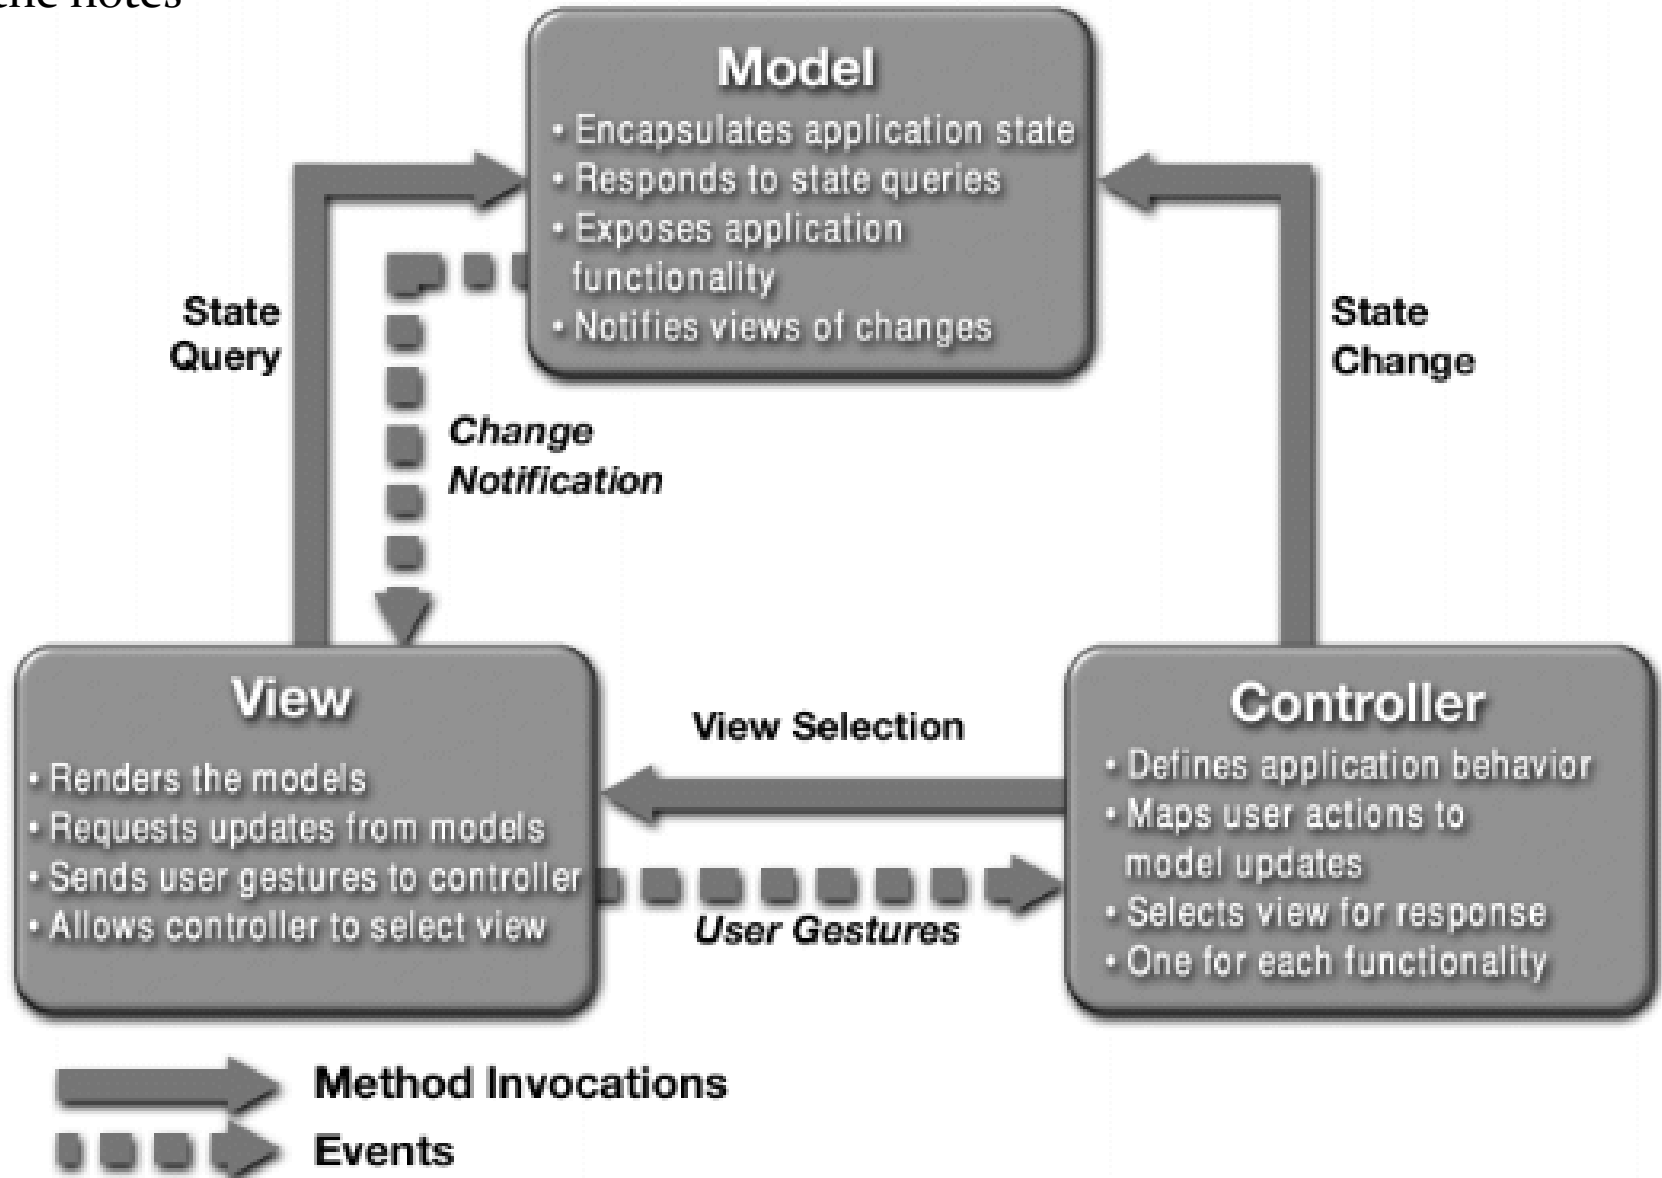 the notes
Model
• Encapsulates application state
• Responds to state queries
• Exposes application
functionality
• Notifies views of changes
State
Query
State
Change
Change
Notification
View
• Renders the models
• Requests updates from models
• Sends user gestures to controller
• Allows controller to select view
View Selection
User Gestures
Controller
• Defines application behavior
• Maps user actions to
model updates
• Selects view for response
• One for each functionality
Method Invocations
Events